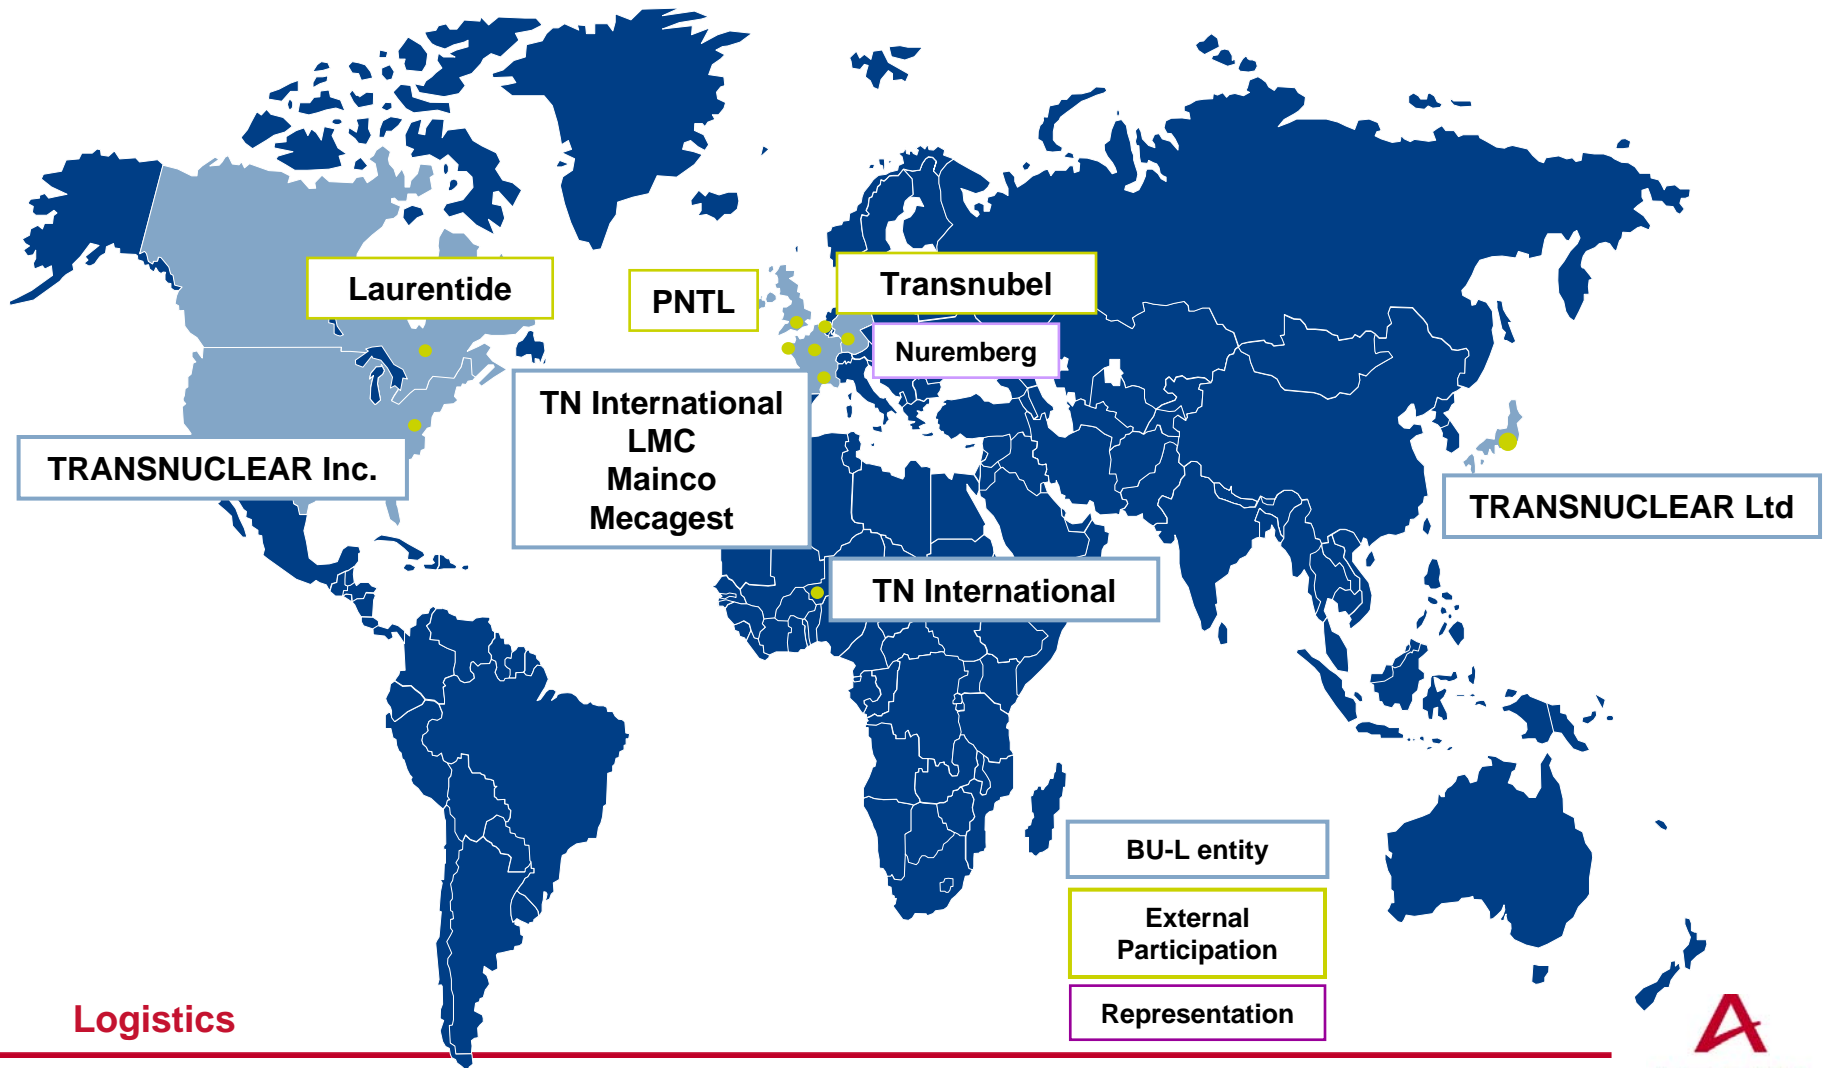 Laurentide
PNTL
Transnubel
Nuremberg
TN International
LMC
Mainco
Mecagest
TRANSNUCLEAR Inc.
TRANSNUCLEAR Ltd
TN International
BU-L entity
External
Participation
Representation
Logistics